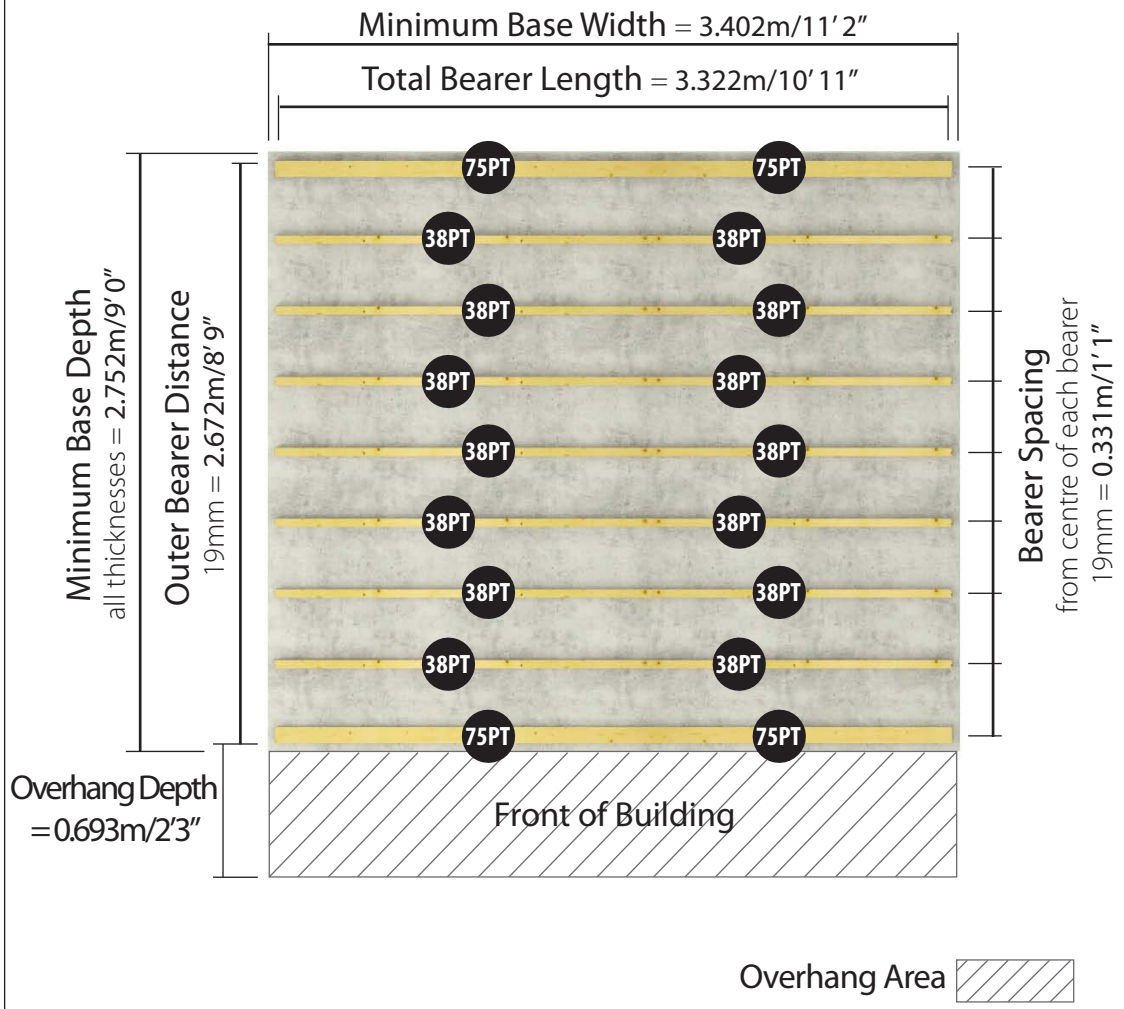 Minimum Base Width = 3.402m/11' 2"
Total Bearer Length = 3.322m/10' 11"
75PT 75PT
38PT 38PT
38PT 38PT
38PT 38PT
38PT 38PT
38PT 38PT
38PT 38PT
38PT 38PT
75PT 75PT
Minimum Base Depth
all thicknesses = 2.752m/9' 0"
Outer Bearer Distance
19mm = 2.672m/8' 9"
Bearer Spacing
from centre of each bearer
19mm = 0.331m/1' 1"
Overhang Depth
= 0.693m/2'3"
Front of Building
Overhang Area